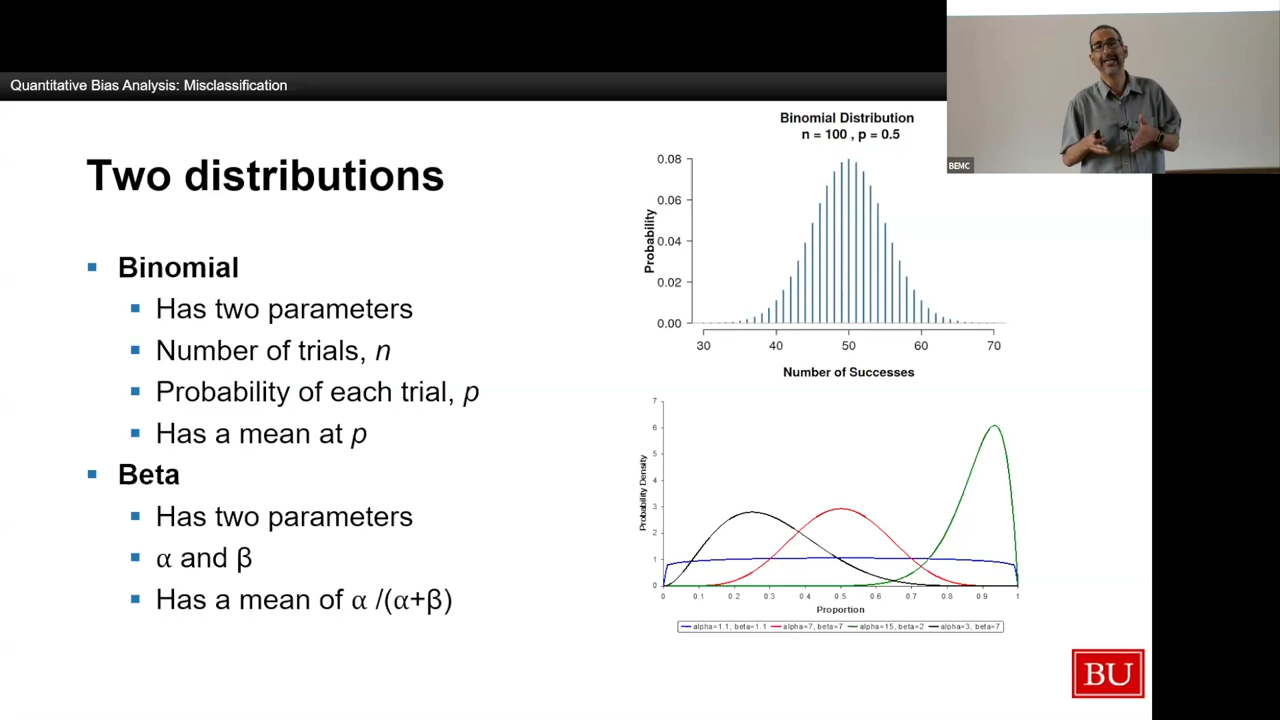 Quantitative Bias Analysis: Misclassification
BEMC
Two distributions
Binomial
Has two parameters
Number of trials, n
Probability of each trial, p
Has a mean at p
Beta
Has two parameters
α and β
Has a mean of α /(α+β)
Binomial Distribution
n = 100 , p = 0.5
Probability
0.08
0.06
0.04
0.02
0.00
30 40 50 60 70
Number of Successes
Probability Density
7
6
5
4
3
2
1
0
0 0.1 0.2 0.3 0.4 0.5 0.6 0.7 0.8 0.9 1
Proportion
alpha=1.1, beta=1.1 alpha=7, beta=7 alpha=15, beta=2 alpha=3, beta=7
BU